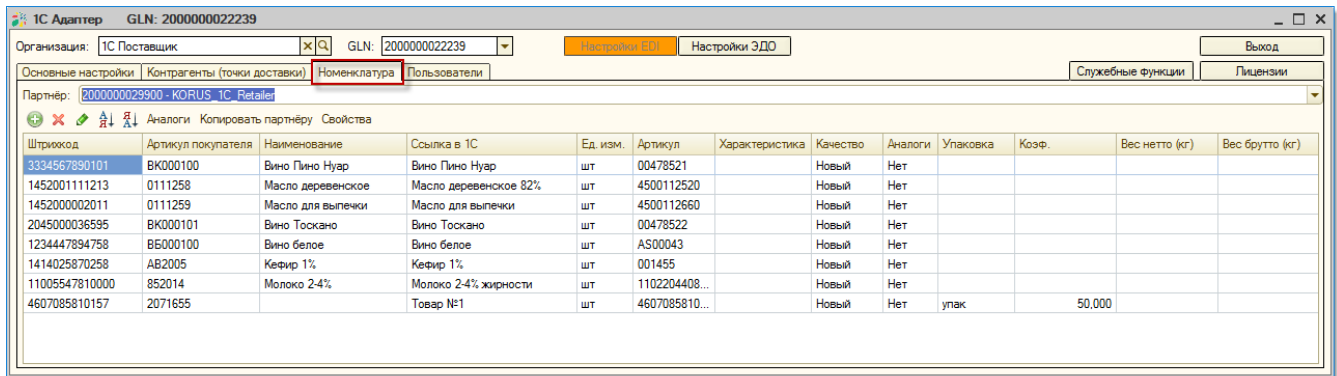 1С Адаптер GLN: 2000000022239
Организация: 1С Поставщик GLN: 2000000022239 Настройки EDI Настройки ЭДО Выход
Основные настройки Контрагенты (точки доставки) Номенклатура Пользователи Служебные функции Лицензии
Партнёр: 2000000029900 - KORUS_1C_Retailer
Аналоги Копировать партнёру Свойства
Штрихкод Артикул покупателя Наименование Ссылка в 1С Ед. изм. Артикул Характеристика Качество Аналоги Упаковка Коэф. Вес нетто (кг) Вес брутто (кг)
3334567890101 ВК000100 Вино Пино Нуар Вино Пино Нуар шт 00478521 Новый Нет
1452001111213 0111258 Масло деревенское Масло деревенское 82% шт 4500112520 Новый Нет
1452000002011 0111259 Масло для выпечки Масло для выпечки шт 4500112660 Новый Нет
2045000036595 ВК000101 Вино Тоскано Вино Тоскано шт 00478522 Новый Нет
1234447894758 ВБ000100 Вино белое Вино белое шт AS00043 Новый Нет
1414025870258 АВ2005 Кефир 1% Кефир 1% шт 001455 Новый Нет
11005547810000 852014 Молоко 2-4% Молоко 2-4% жирности шт 1102204408... Новый Нет
4607085810157 2071655 Товар №1 шт 4607085810... Новый Нет упак 50,000